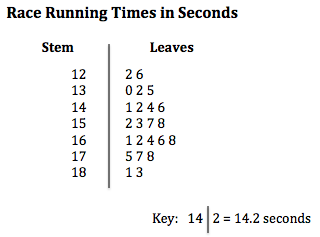 Race Running Times in Seconds
Stem Leaves
12 2 6
13 0 2 5
14 1 2 4 6
15 2 3 7 8
16 1 2 4 6 8
17 5 7 8
18 1 3
Key: 14 | 2 = 14.2 seconds